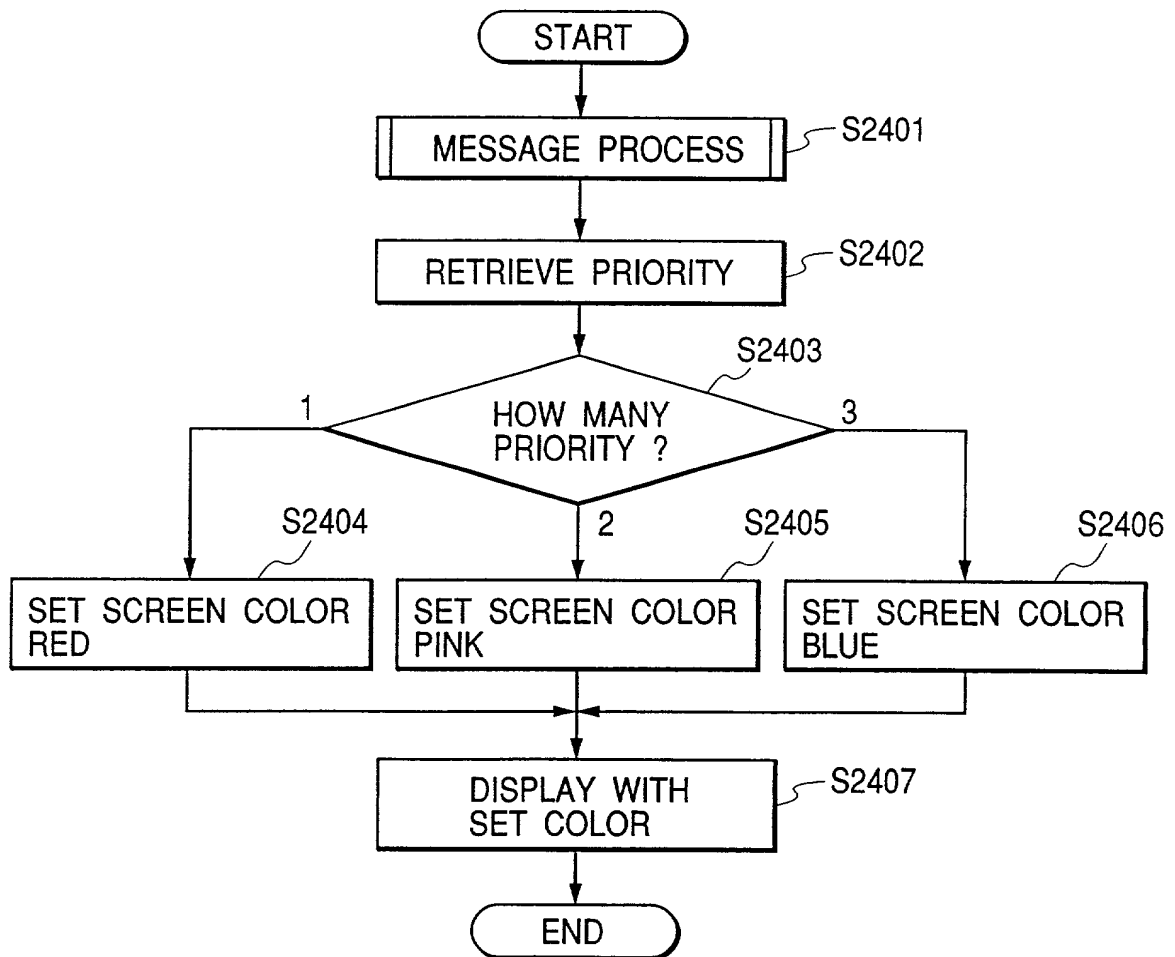 START
MESSAGE PROCESS
S2401
RETRIEVE PRIORITY
S2402
S2403
HOW MANY
PRIORITY ?
1
3
2
S2404
SET SCREEN COLOR
RED
S2405
SET SCREEN COLOR
PINK
S2406
SET SCREEN COLOR
BLUE
DISPLAY WITH
SET COLOR
S2407
END